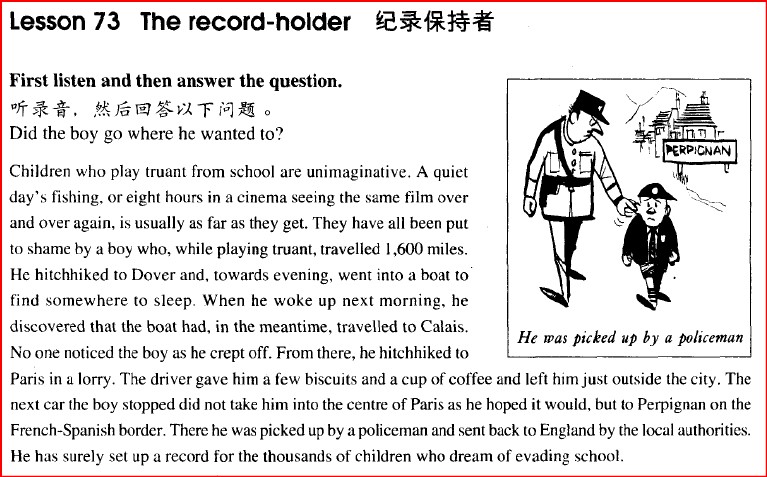 Lesson 73 The record-holder 纪录保持者
First listen and then answer the question.
听录音，然后回答以下问题。
Did the boy go where he wanted to?
Children who play truant from school are unimaginative. A quiet
day's fishing, or eight hours in a cinema seeing the same film over
and over again, is usually as far as they get. They have all been put
to shame by a boy who, while playing truant, travelled 1,600 miles.
He hitchhiked to Dover and, towards evening, went into a boat to
find somewhere to sleep. When he woke up next morning, he
discovered that the boat had, in the meantime, travelled to Calais.
No one noticed the boy as he crept off. From there, he hitchhiked to
PERPIGNAN
He was picked up by a policeman
Paris in a lorry. The driver gave him a few biscuits and a cup of coffee and left him just outside the city. The
next car the boy stopped did not take him into the centre of Paris as he hoped it would, but to Perpignan on the
French-Spanish border. There he was picked up by a policeman and sent back to England by the local authorities.
He has surely set up a record for the thousands of children who dream of evading school.